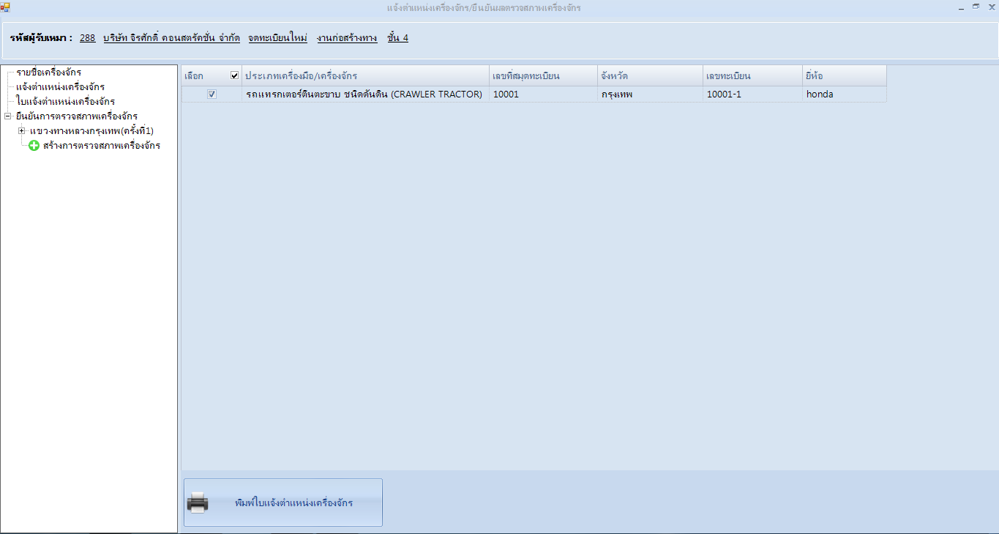 แจ้งตำแหน่งเครื่องจักร/ยืนยันผลตรวจสภาพเครื่องจักร
รหัสผู้รับเหมา : 288 บริษัท จิรศักดิ์ คอนสตรัคชั่น จำกัด จดทะเบียนใหม่ งานก่อสร้างทาง ชั้น 4
รายชื่อเครื่องจักร
แจ้งตำแหน่งเครื่องจักร
ใบแจ้งตำแหน่งเครื่องจักร
ยืนยันการตรวจสภาพเครื่องจักร
แขวงทางหลวงกรุงเทพ(ครั้งที่1)
สร้างการตรวจสภาพเครื่องจักร
เลือก ประเภทเครื่องมือ/เครื่องจักร เลขที่สมุดทะเบียน จังหวัด เลขทะเบียน ยี่ห้อ
รถแทรกเตอร์ตีนตะขาบ ชนิดดันดิน (CRAWLER TRACTOR) 10001 กรุงเทพ 10001-1 honda
พิมพ์ใบแจ้งตำแหน่งเครื่องจักร